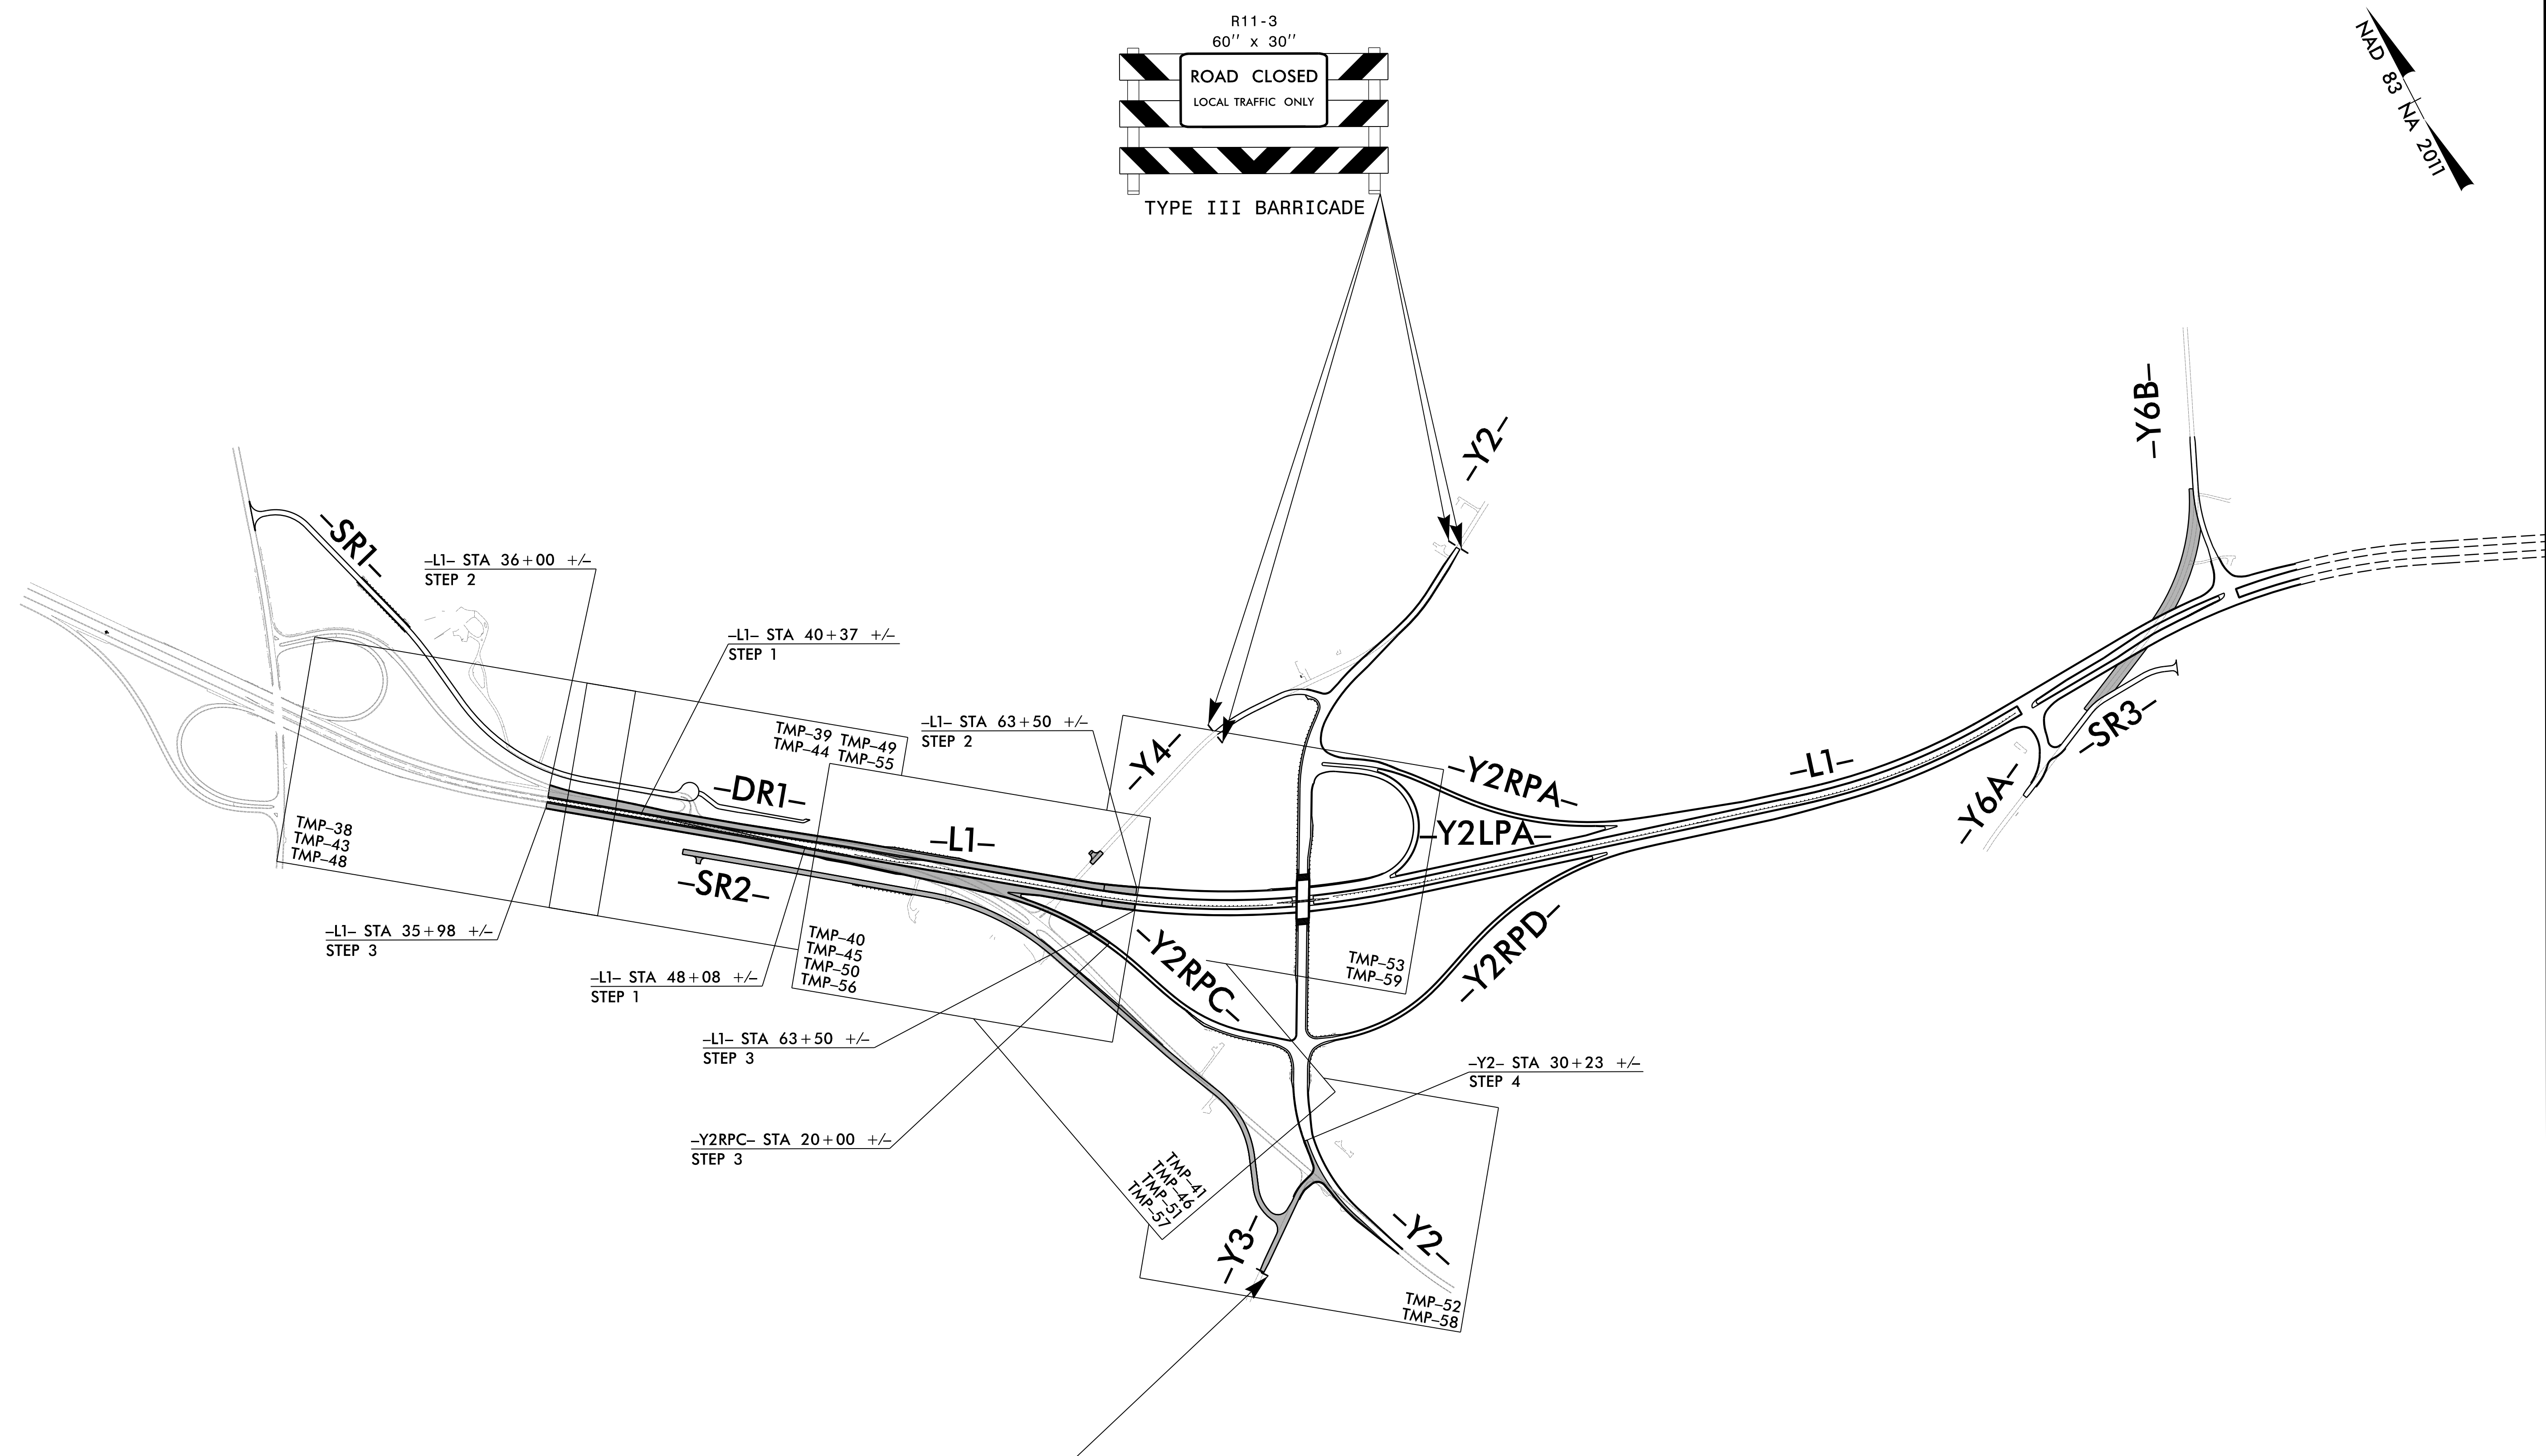 R11-3
60'' x 30''
ROAD CLOSED
LOCAL TRAFFIC ONLY
TYPE III BARRICADE
NAD 83 NA 2011
–Y6B–
–Y2–
–SR1–
–L1– STA 36+00 +/–
STEP 2
–L1– STA 40+37 +/–
STEP 1
TMP–39 TMP–49
TMP–44 TMP–55
–L1– STA 63+50 +/–
STEP 2
–Y4–
–DR1–
–L1–
–SR2–
–Y2RPA–
–Y2LPA–
–L1–
–SR3–
–Y6A–
TMP–38
TMP–43
TMP–48
–L1– STA 35+98 +/–
STEP 3
–L1– STA 48+08 +/–
STEP 1
TMP–40
TMP–45
TMP–50
TMP–56
–Y2RPC–
–Y2RPD–
TMP–53
TMP–59
–L1– STA 63+50 +/–
STEP 3
–Y2RPC– STA 20+00 +/–
STEP 3
–Y2– STA 30+23 +/–
STEP 4
TMP–41
TMP–46
TMP–51
TMP–57
–Y3–
–Y2–
TMP–52
TMP–58